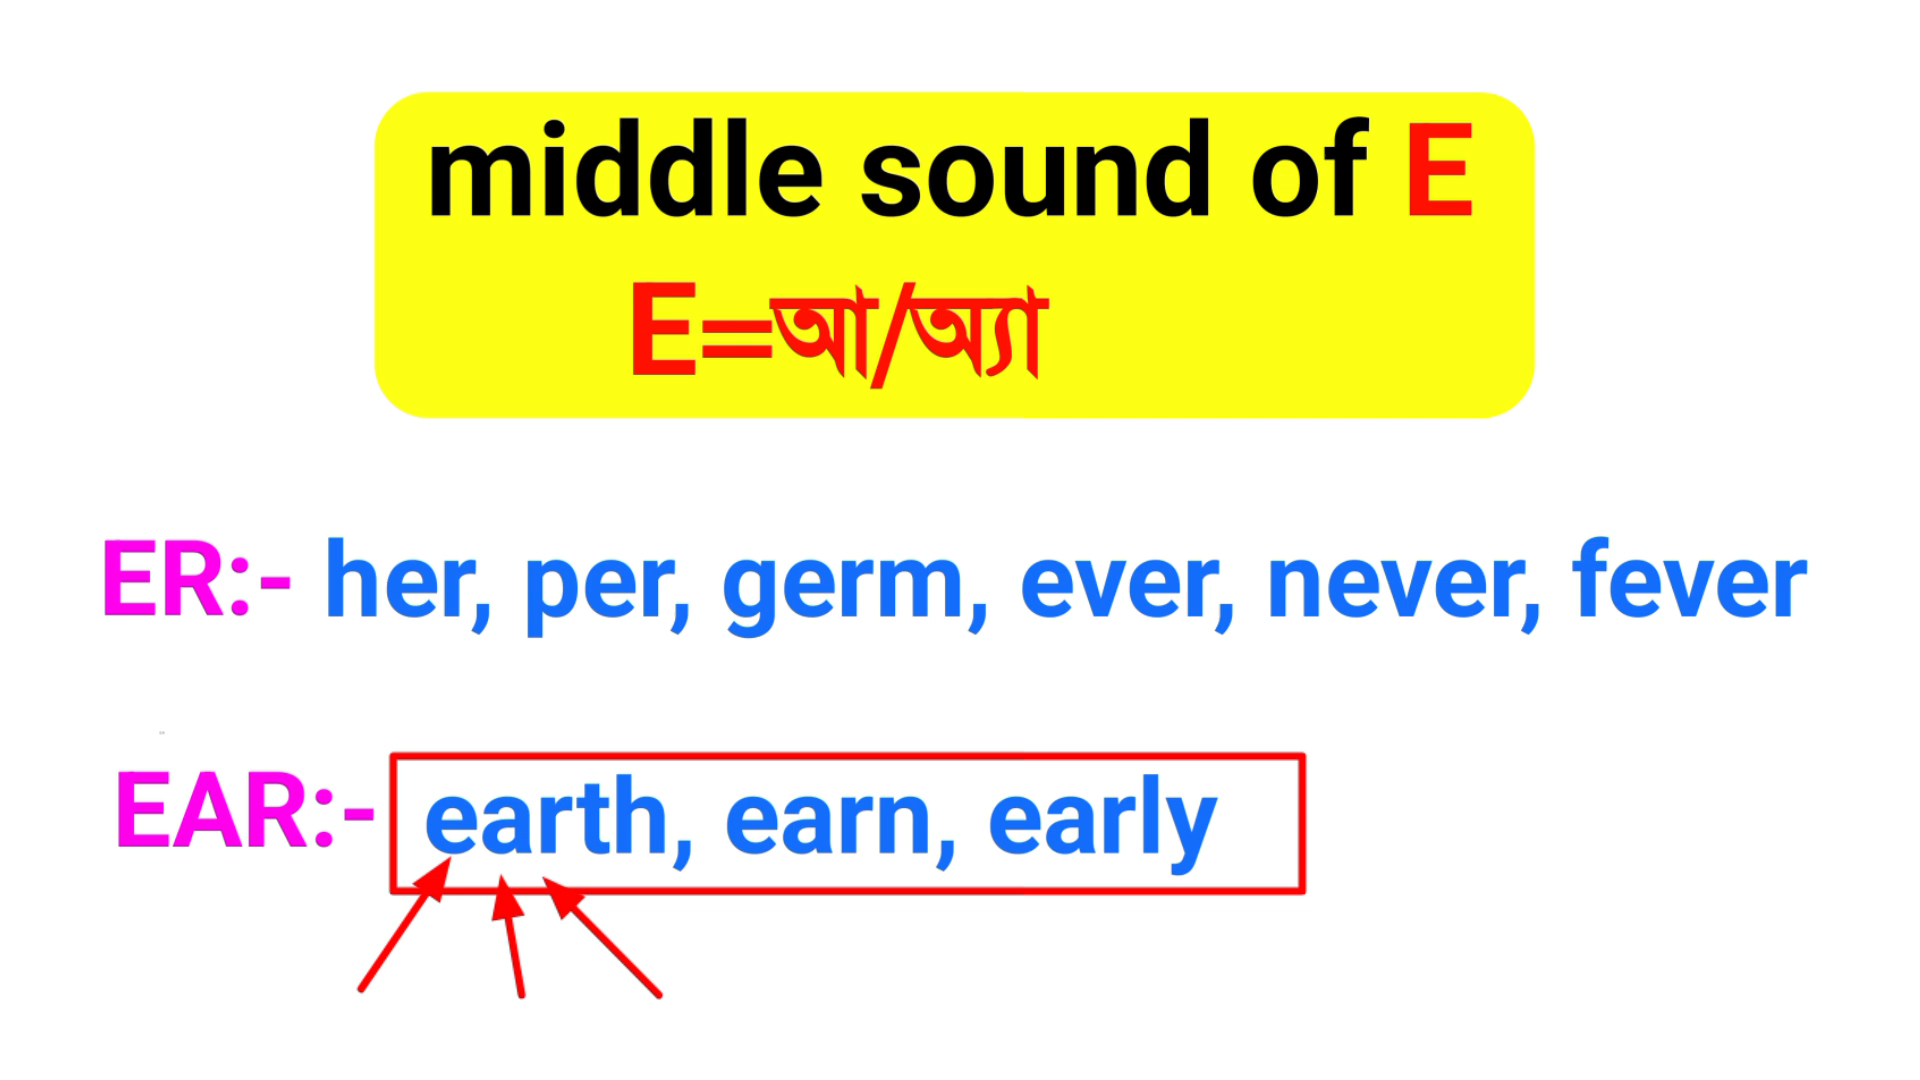 middle sound of E
E=আ/অ্যা
ER:- her, per, germ, ever, never, fever
EAR:- earth, earn, early